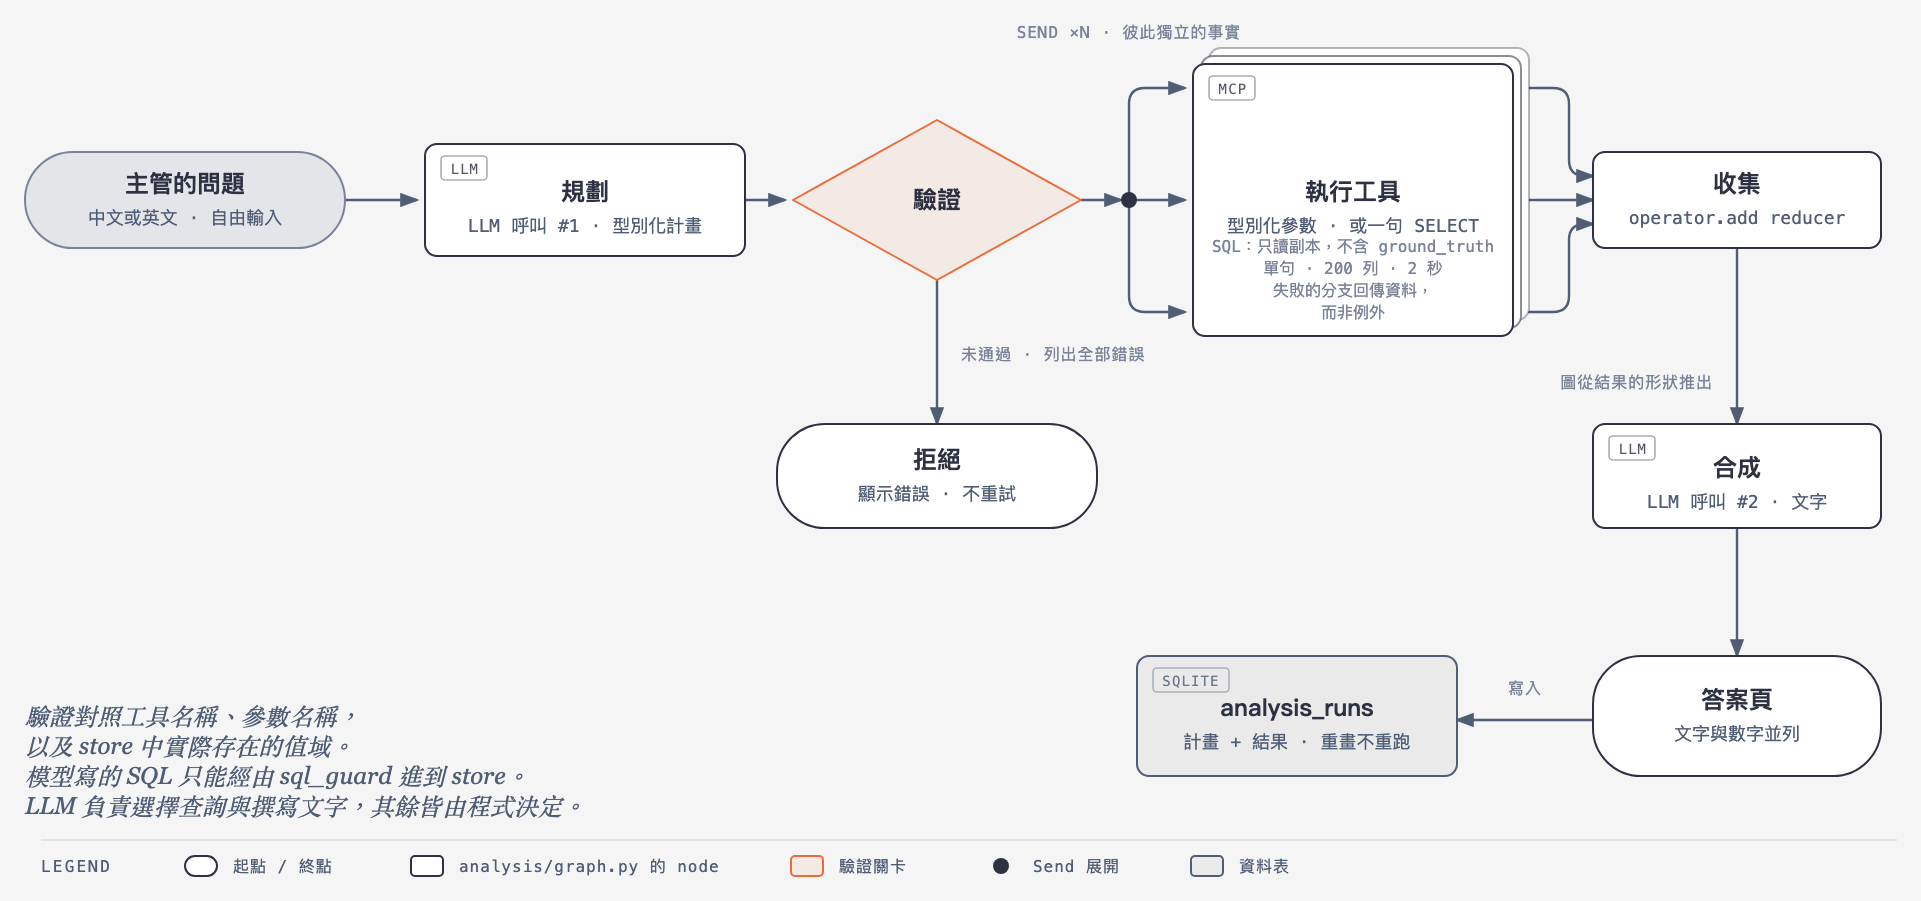 SEND ×N · 彼此獨立的事實
主管的問題
中文或英文 · 自由輸入
LLM
規劃
LLM 呼叫 #1 · 型別化計畫
驗證
MCP
執行工具
型別化參數 · 或一句 SELECT
SQL：只讀副本，不含 ground_truth
單句 · 200 列 · 2 秒
失敗的分支回傳資料，
而非例外
收集
operator.add reducer
未通過 · 列出全部錯誤
圖從結果的形狀推出
拒絕
顯示錯誤 · 不重試
LLM
合成
LLM 呼叫 #2 · 文字
SQLITE
analysis_runs
計畫 + 結果 · 重畫不重跑
寫入
答案頁
文字與數字並列
驗證對照工具名稱、參數名稱，
以及 store 中實際存在的值域。
模型寫的 SQL 只能經由 sql_guard 進到 store。
LLM 負責選擇查詢與撰寫文字，其餘皆由程式決定。
LEGEND
起點 / 終點
analysis/graph.py 的 node
驗證關卡
Send 展開
資料表